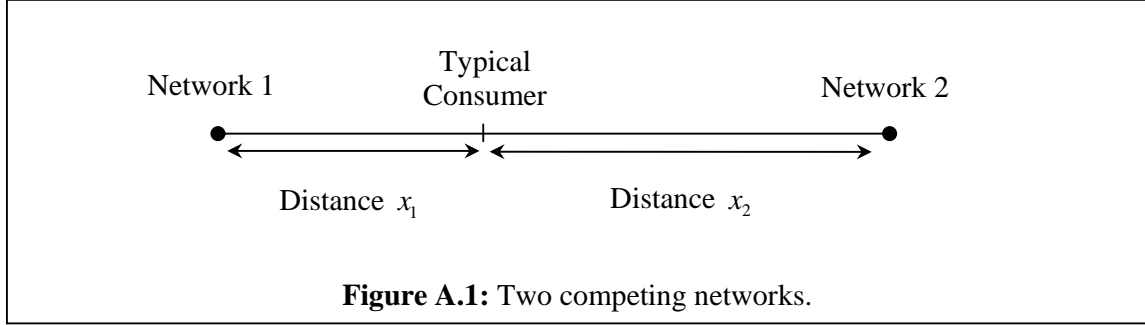 Typical
Consumer
Network 1
Network 2
Distance x₁
Distance x₂
Figure A.1: Two competing networks.